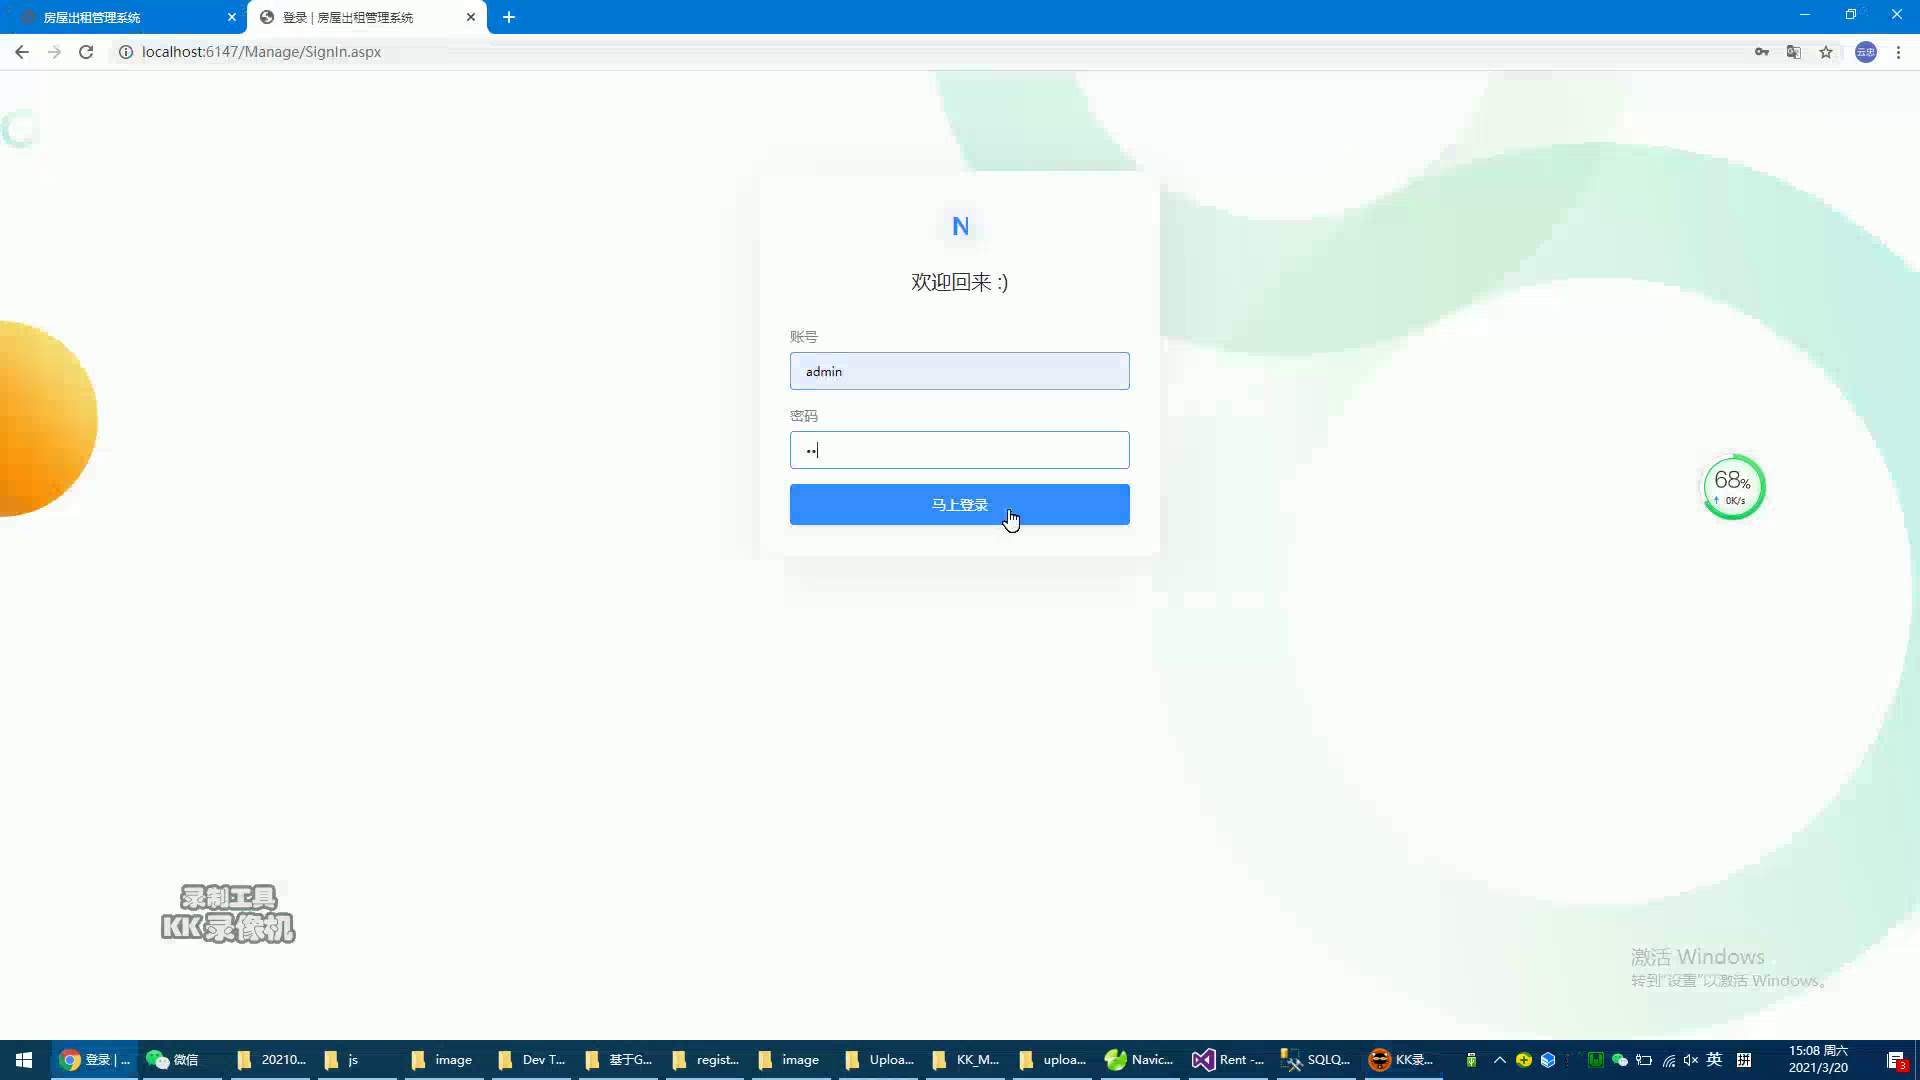 房屋出租管理系统
登录 | 房屋出租管理系统
localhost:6147/Manage/SignIn.aspx
云忠
N
欢迎回来 :)
账号
admin
密码
马上登录
68%
0K/s
录制工具
KK录像机
激活 Windows
转到"设置"以激活 Windows。
登录 | ...
微信
20210...
js
image
Dev T...
基于G...
regist...
image
Uploa...
KK_M...
uploa...
Navic...
Rent -...
SQLQ...
KK录...
英
拼
15:08 周六
2021/3/20
3